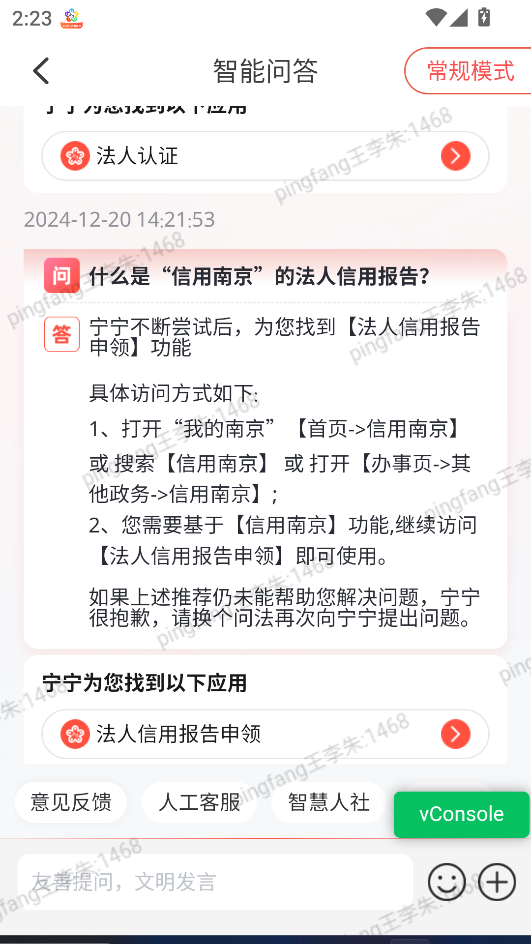 2:23
智能问答
常规模式
宁宁为您找到以下应用
法人认证
2024-12-20 14:21:53
问 什么是“信用南京”的法人信用报告?
答 宁宁不断尝试后，为您找到【法人信用报告
申领】功能
具体访问方式如下:
1、打开“我的南京”【首页->信用南京】
或 搜索【信用南京】 或 打开【办事页->其
他政务->信用南京】;
2、您需要基于【信用南京】功能,继续访问
【法人信用报告申领】即可使用。
如果上述推荐仍未能帮助您解决问题，宁宁
很抱歉，请换个问法再次向宁宁提出问题。
宁宁为您找到以下应用
法人信用报告申领
意见反馈
人工客服
智慧人社
vConsole
友善提问，文明发言
pingfang王李朱:1468